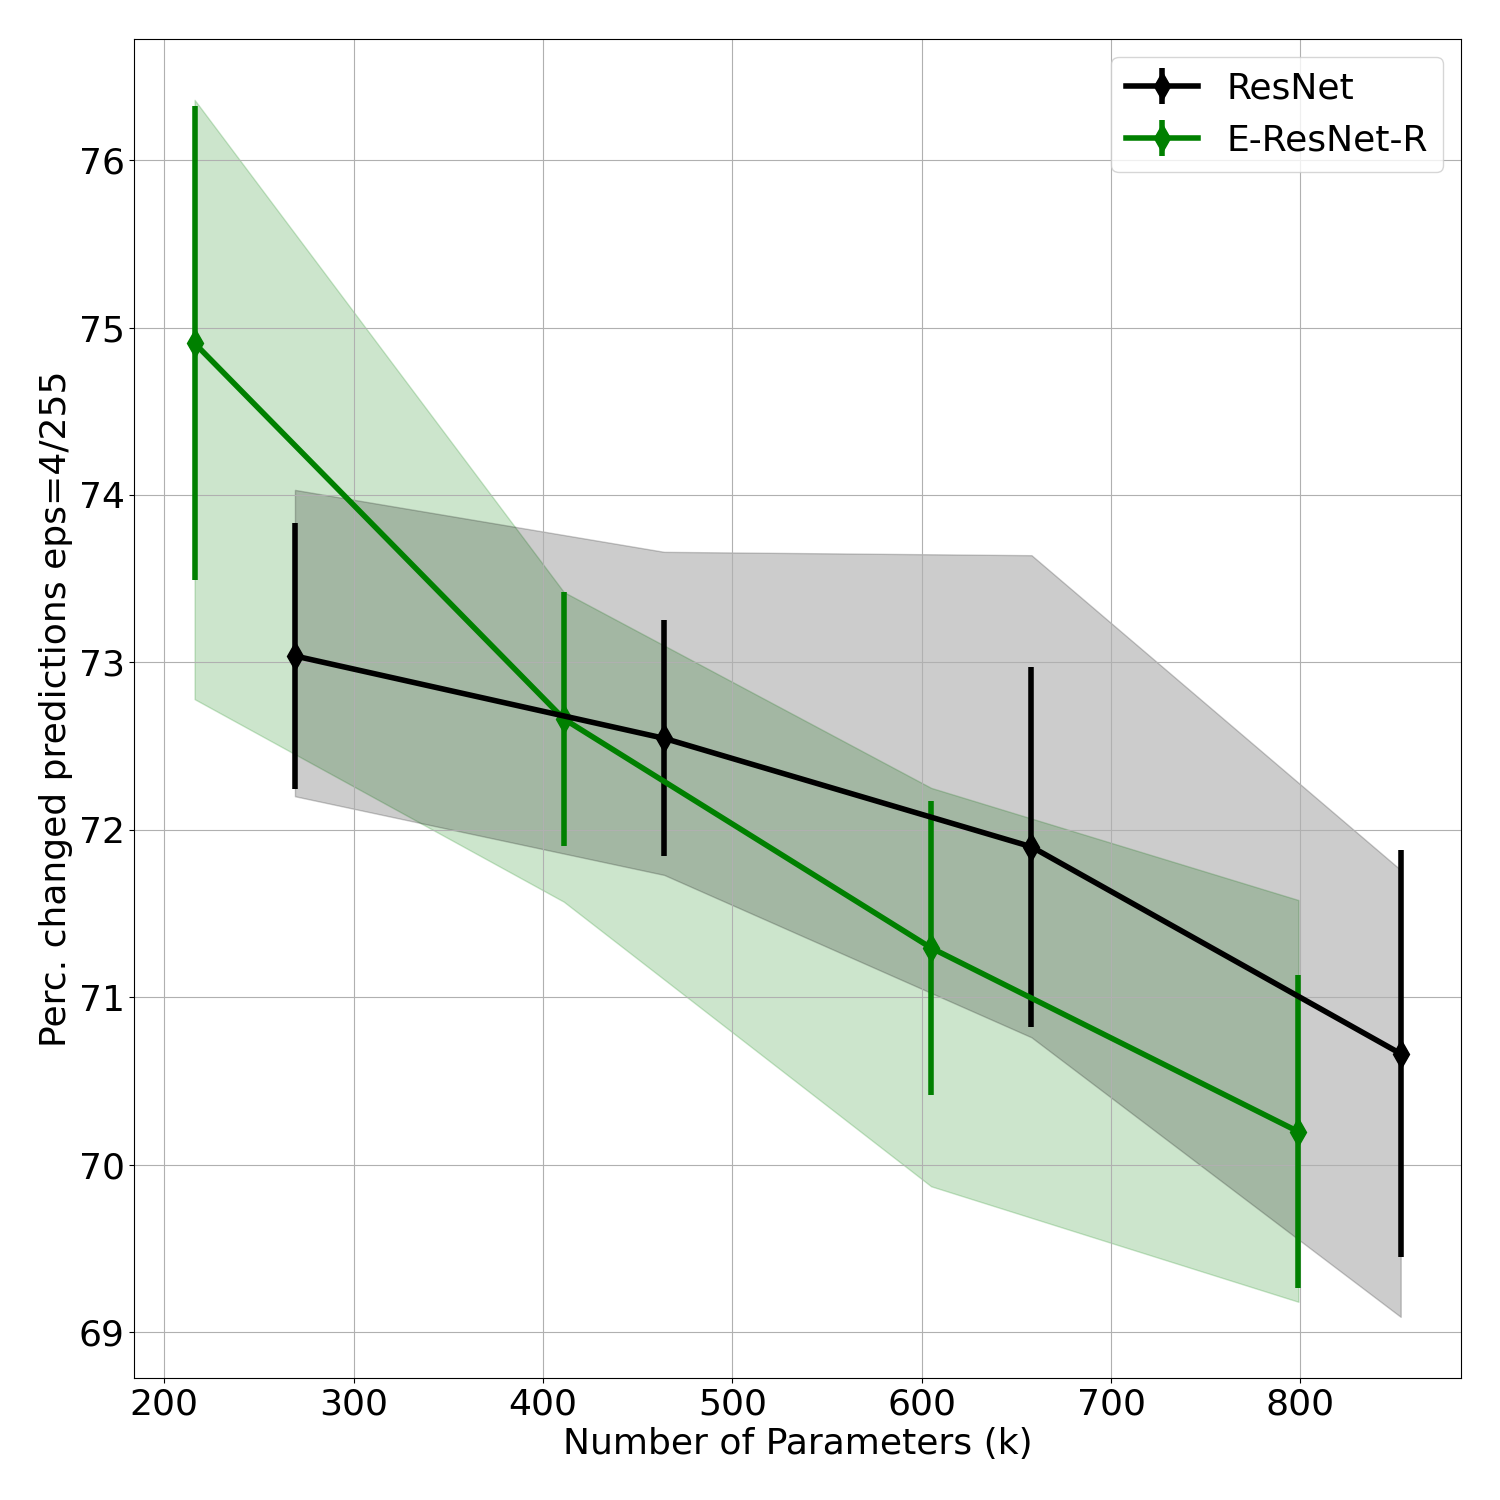 ResNet
E-ResNet-R
Perc. changed predictions eps=4/255
76
75
74
73
72
71
70
69
200 300 400 500 600 700 800
Number of Parameters (k)